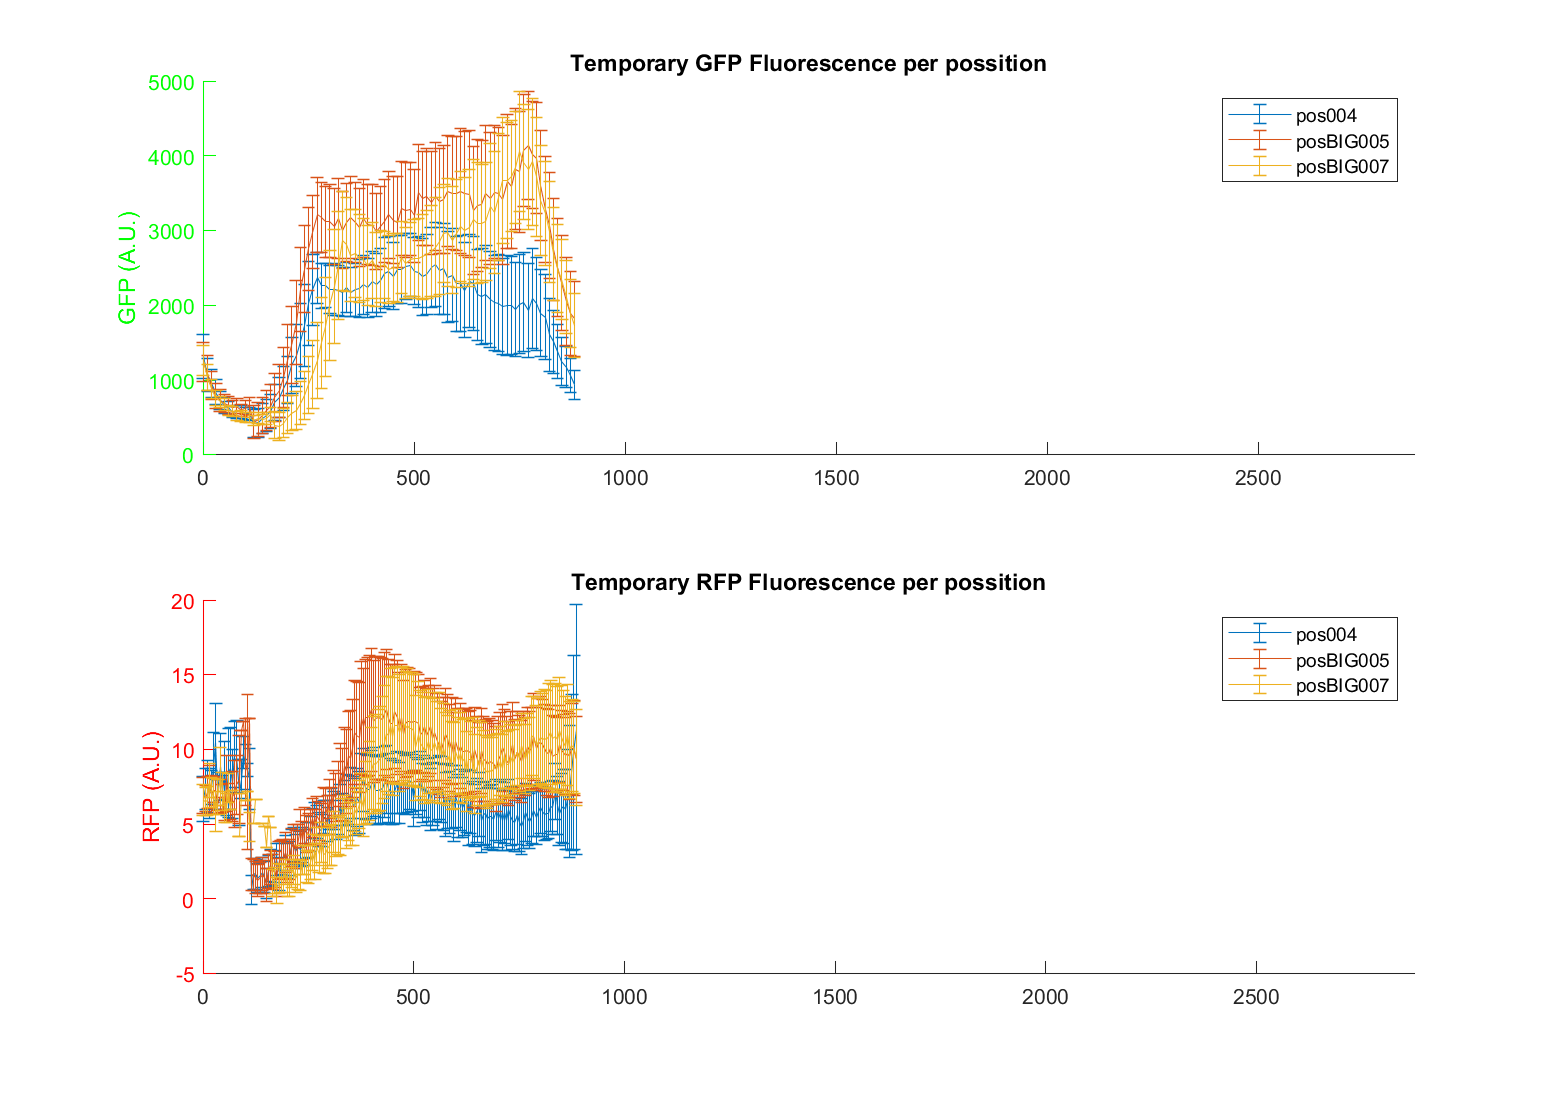 Temporary GFP Fluorescence per possition
5000
4000
3000
2000
1000
0
GFP (A.U.)
pos004
posBIG005
posBIG007
0 500 1000 1500 2000 2500
Temporary RFP Fluorescence per possition
20
15
10
5
0
-5
RFP (A.U.)
pos004
posBIG005
posBIG007
0 500 1000 1500 2000 2500